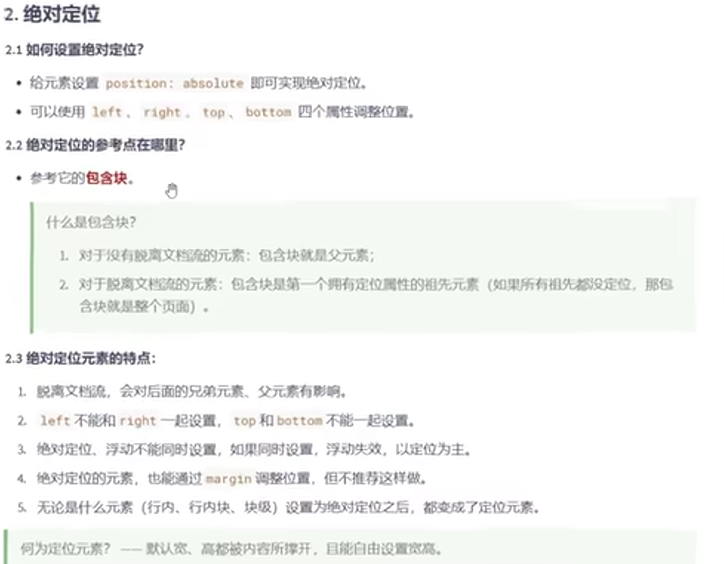 2. 绝对定位
2.1 如何设置绝对定位？
• 给元素设置 position: absolute 即可实现绝对定位。
• 可以使用 left 、 right 、 top 、 bottom 四个属性调整位置。
2.2 绝对定位的参考点在哪里？
• 参考它的包含块。
什么是包含块？
1. 对于没有脱离文档流的元素：包含块就是父元素；
2. 对于脱离文档流的元素：包含块是第一个拥有定位属性的祖先元素（如果所有祖先都没定位，那包
含块就是整个页面）。
2.3 绝对定位元素的特点：
1. 脱离文档流，会对后面的兄弟元素、父元素有影响。
2. left 不能和 right 一起设置， top 和 bottom 不能一起设置。
3. 绝对定位、浮动不能同时设置，如果同时设置，浮动失效，以定位为主。
4. 绝对定位的元素，也能通过 margin 调整位置，但不推荐这样做。
5. 无论是什么元素（行内、行内块、块级）设置为绝对定位之后，都变成了定位元素。
何为定位元素？ —— 默认宽、高都被内容所撑开，且能自由设置宽高。